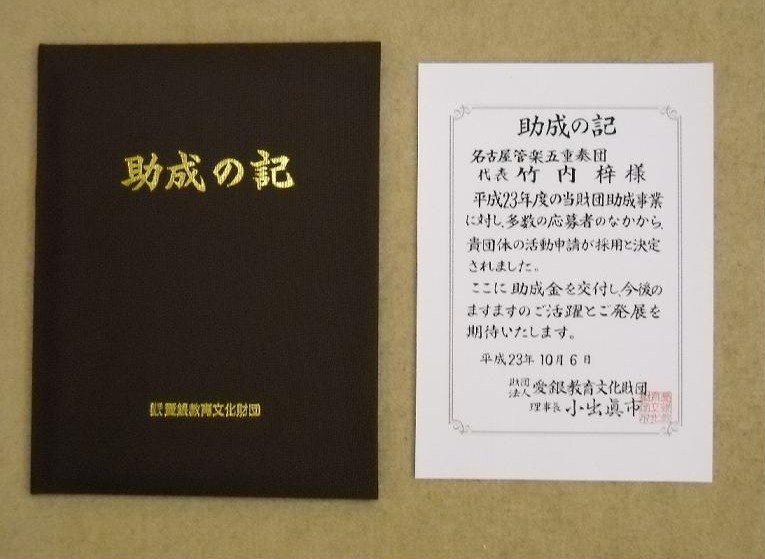 助成の記
財団法人 愛銀教育文化財団
助成の記
名古屋管楽五重奏団
代表 竹内 梓 様
平成23年度の当財団助成事業
に対し、多数の応募者のなかから、
貴団体の活動申請が採用と決定
されました。
ここに助成金を交付し、今後の
ますますのご活躍とご発展を
期待いたします。
平成23年10月6日
財団法人 愛銀教育文化財団
理事長 小出眞市